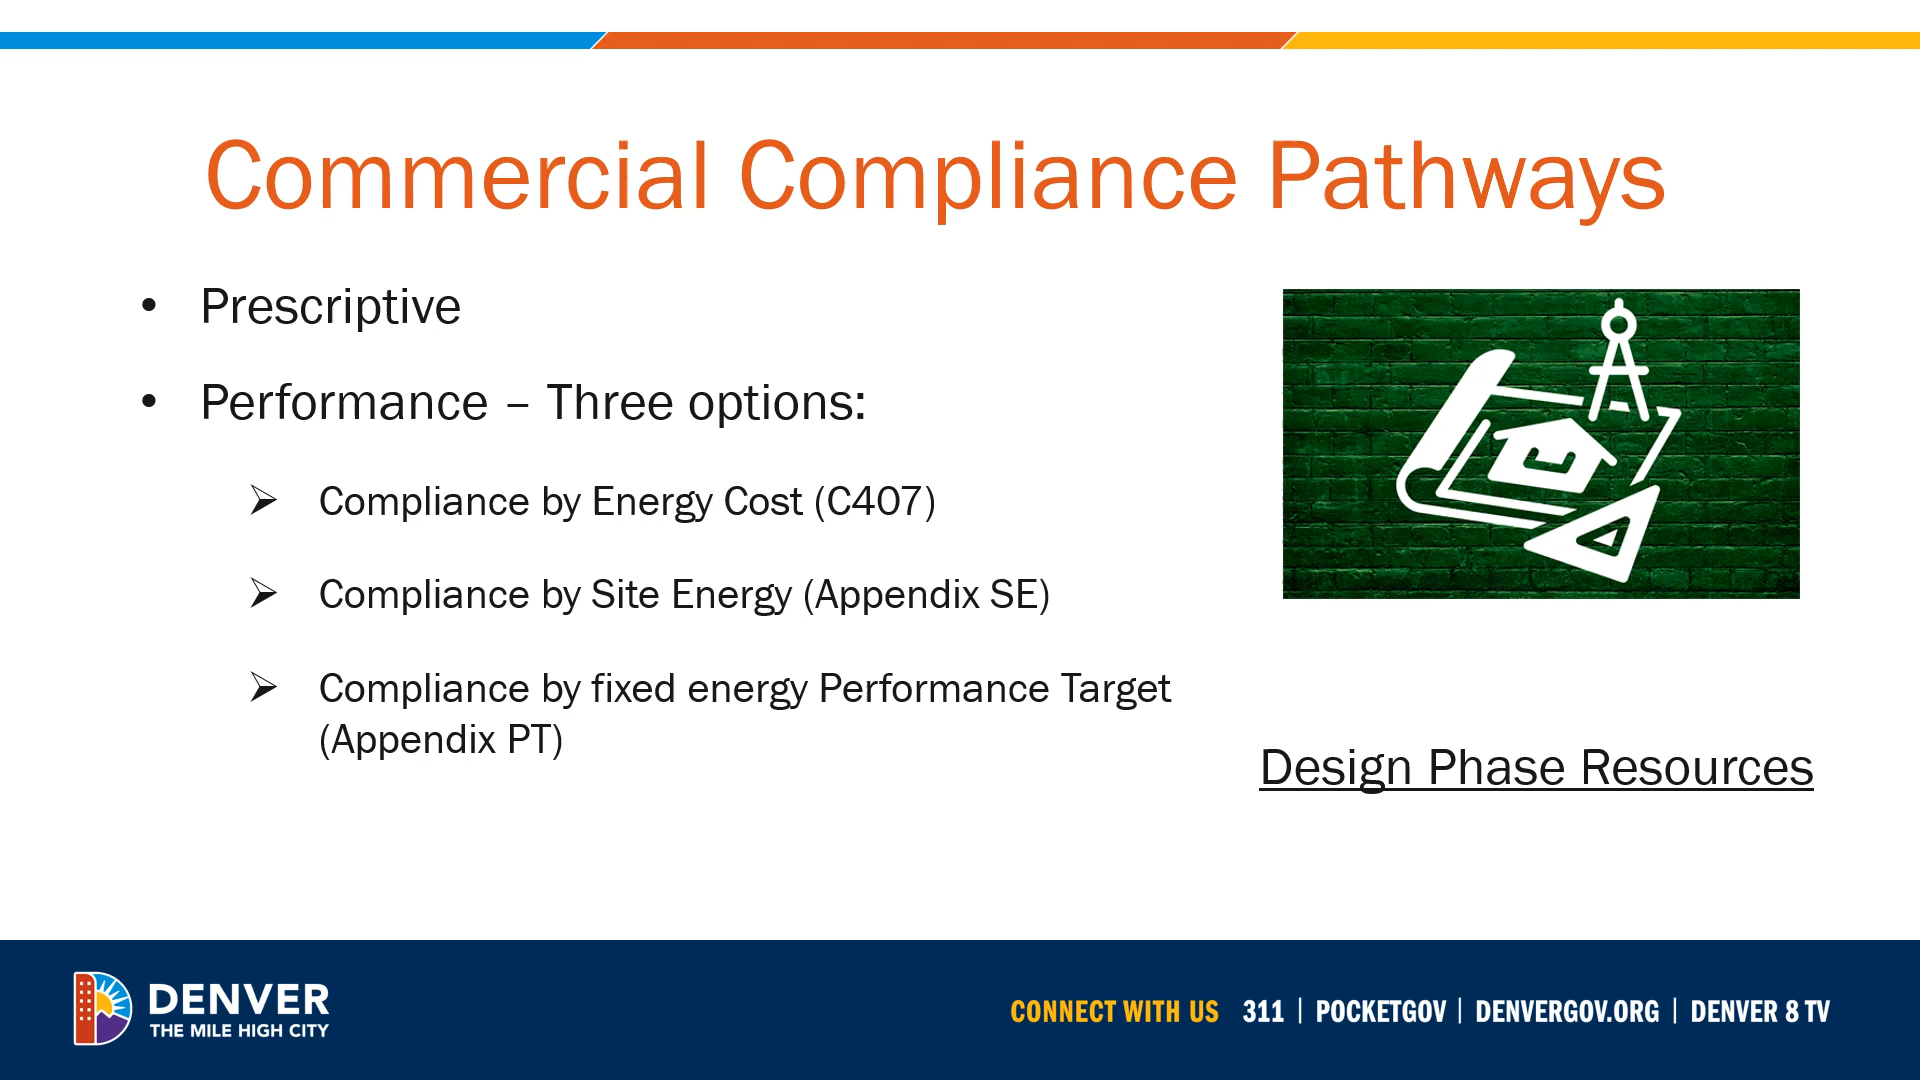 Commercial Compliance Pathways
• Prescriptive
• Performance – Three options:
➢ Compliance by Energy Cost (C407)
➢ Compliance by Site Energy (Appendix SE)
➢ Compliance by fixed energy Performance Target
(Appendix PT)
Design Phase Resources
DENVER
THE MILE HIGH CITY
CONNECT WITH US 311 | POCKETGOV | DENVERGOV.ORG | DENVER 8 TV